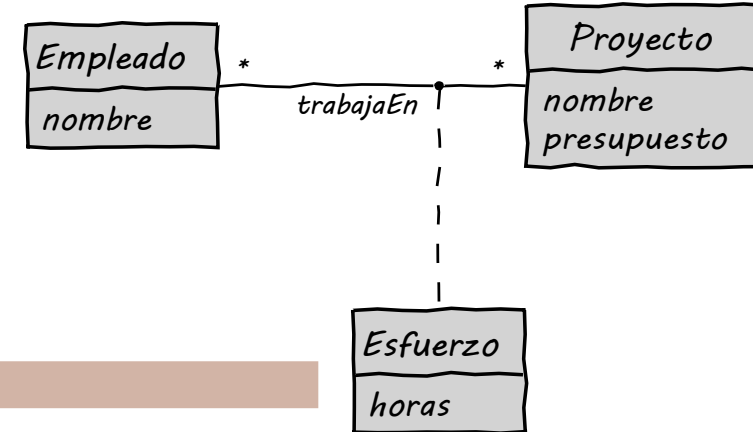 Empleado
nombre
*
trabajaEn
*
Proyecto
nombre
presupuesto
Esfuerzo
horas